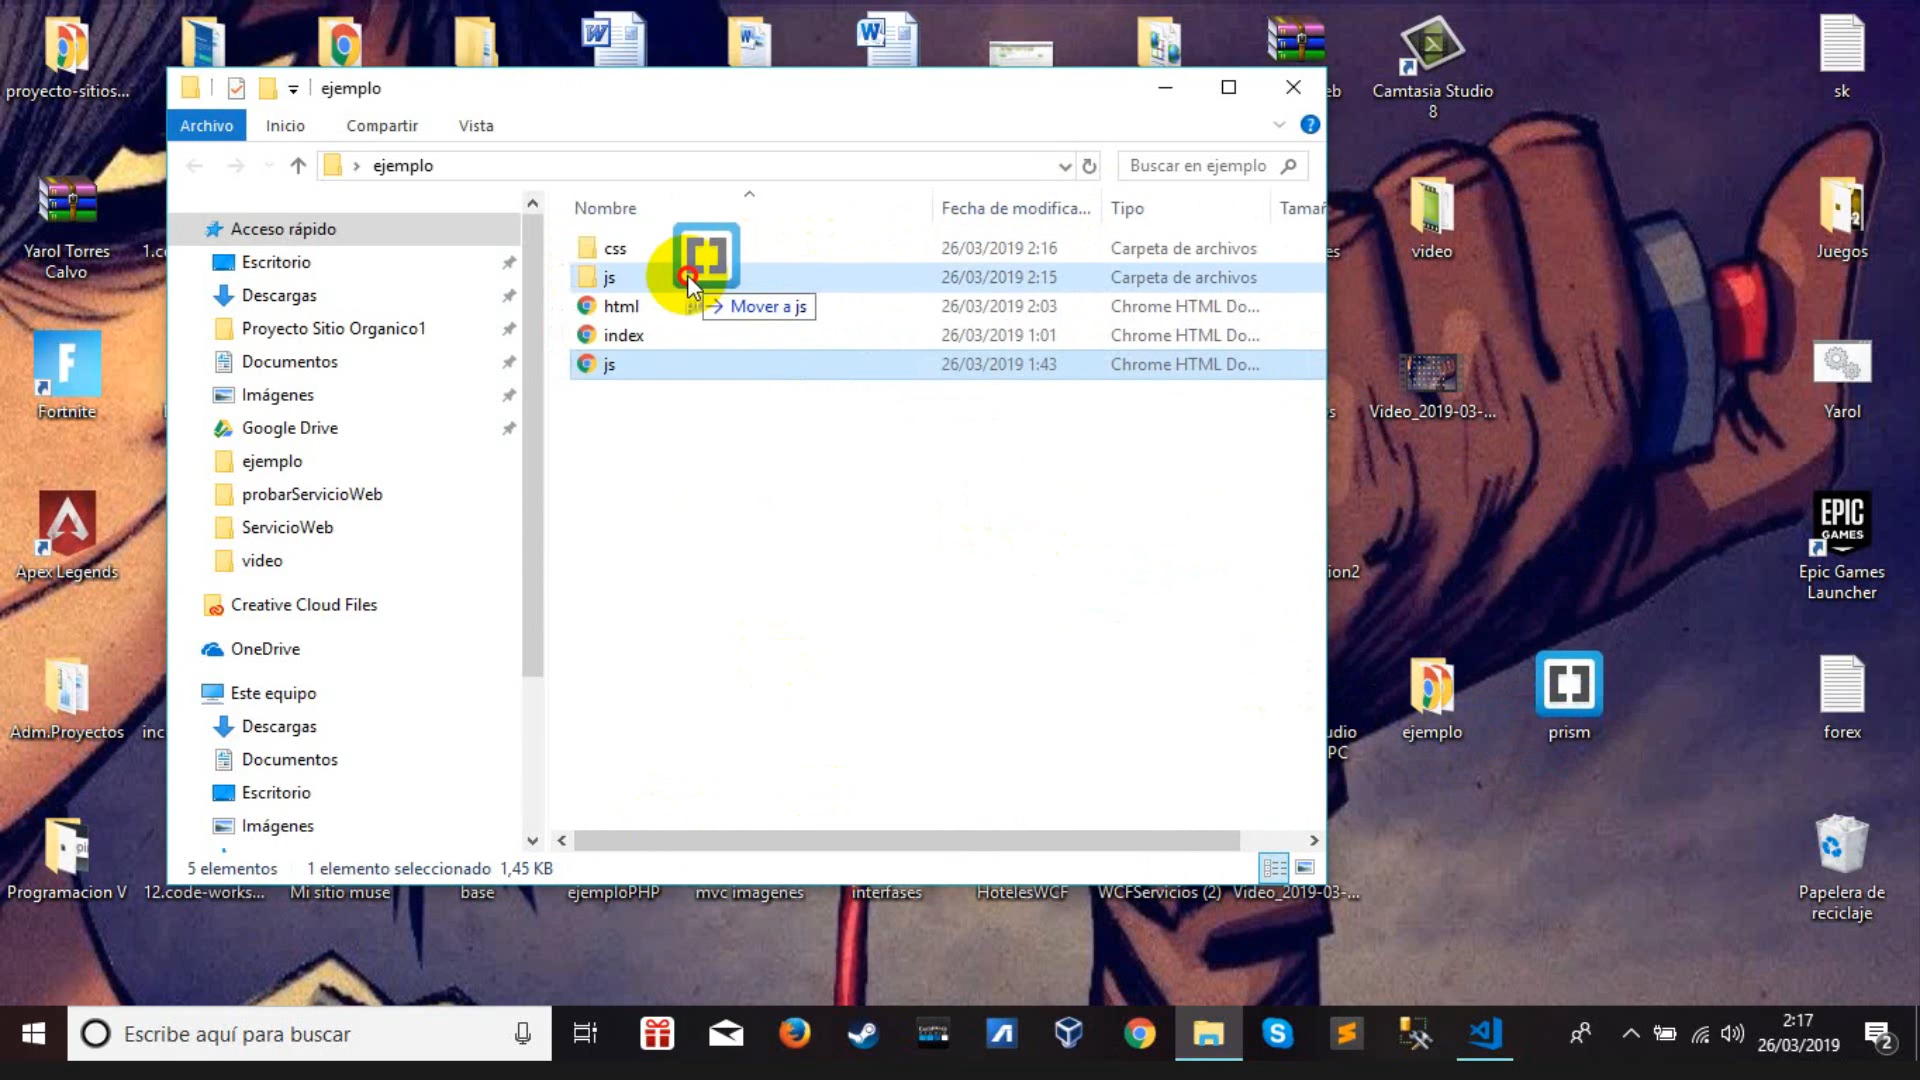 proyecto-sitios...
Yarol Torres
Calvo
Fortnite
Apex Legends
Adm.Proyectos
Programacion V
12.code-works...
Mi sitio muse
base
ejemploPHP
mvc imagenes
interfases
HotelesWCF
WCFServicios (2)
Video_2019-03-...
ejemplo
Archivo
Inicio
Compartir
Vista
ejemplo
Buscar en ejemplo
Acceso rápido
Escritorio
Descargas
Proyecto Sitio Organico1
Documentos
Imágenes
Google Drive
ejemplo
probarServicioWeb
ServicioWeb
video
Creative Cloud Files
OneDrive
Este equipo
Descargas
Documentos
Escritorio
Imágenes
Nombre
Fecha de modifica...
Tipo
Tamañ
css 26/03/2019 2:16 Carpeta de archivos
js 26/03/2019 2:15 Carpeta de archivos
html 26/03/2019 2:03 Chrome HTML Do...
index 26/03/2019 1:01 Chrome HTML Do...
js 26/03/2019 1:43 Chrome HTML Do...
Mover a js
5 elementos
1 elemento seleccionado 1,45 KB
Camtasia Studio
8
video
Video_2019-03-...
ion2
PC
ejemplo
prism
sk
Juegos
Yarol
EPIC
GAMES
Epic Games
Launcher
forex
Papelera de
reciclaje
Escribe aquí para buscar
2:17
26/03/2019
2